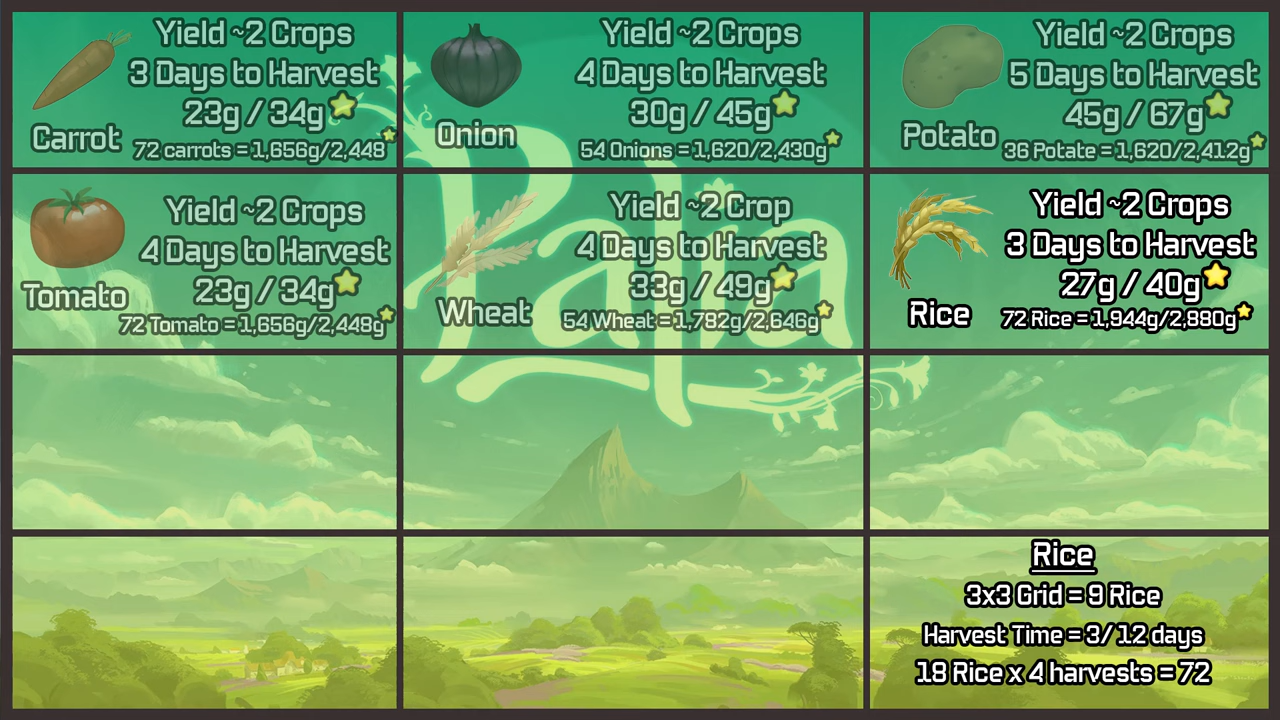 Yield ~2 Crops
3 Days to Harvest
23g / 34g
Carrot
72 carrots = 1,656g/2,448
Yield ~2 Crops
4 Days to Harvest
30g / 45g
Onion
54 Onions = 1,620/2,430g
Yield ~2 Crops
5 Days to Harvest
45g / 67g
Potato
36 Potate = 1,620/2,412g
Yield ~2 Crops
4 Days to Harvest
23g / 34g
Tomato
72 Tomato = 1,656g/2,448g
Yield ~2 Crop
4 Days to Harvest
33g / 49g
Wheat
54 Wheat = 1,782g/2,646g
Yield ~2 Crops
3 Days to Harvest
27g / 40g
Rice
72 Rice = 1,944g/2,880g
Palia
Rice
3x3 Grid = 9 Rice
Harvest Time = 3/12 days
18 Rice x 4 harvests = 72